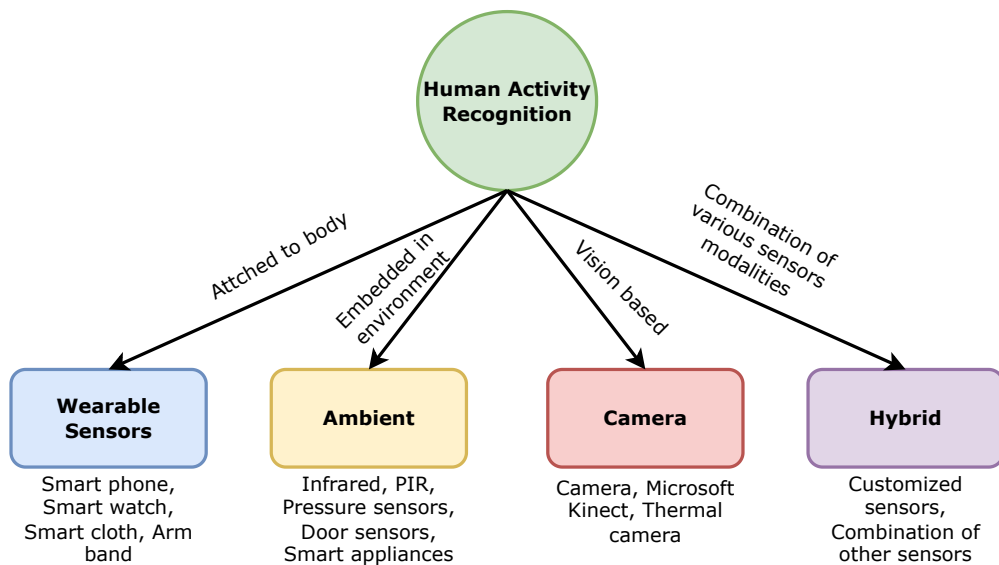 Human Activity
Recognition
Attched to body
Embedded in
environment
Vision based
Combination of
various sensors
modalities
Wearable
Sensors
Ambient
Camera
Hybrid
Smart phone,
Smart watch,
Smart cloth, Arm
band
Infrared, PIR,
Pressure sensors,
Door sensors,
Smart appliances
Camera, Microsoft
Kinect, Thermal
camera
Customized
sensors,
Combination of
other sensors